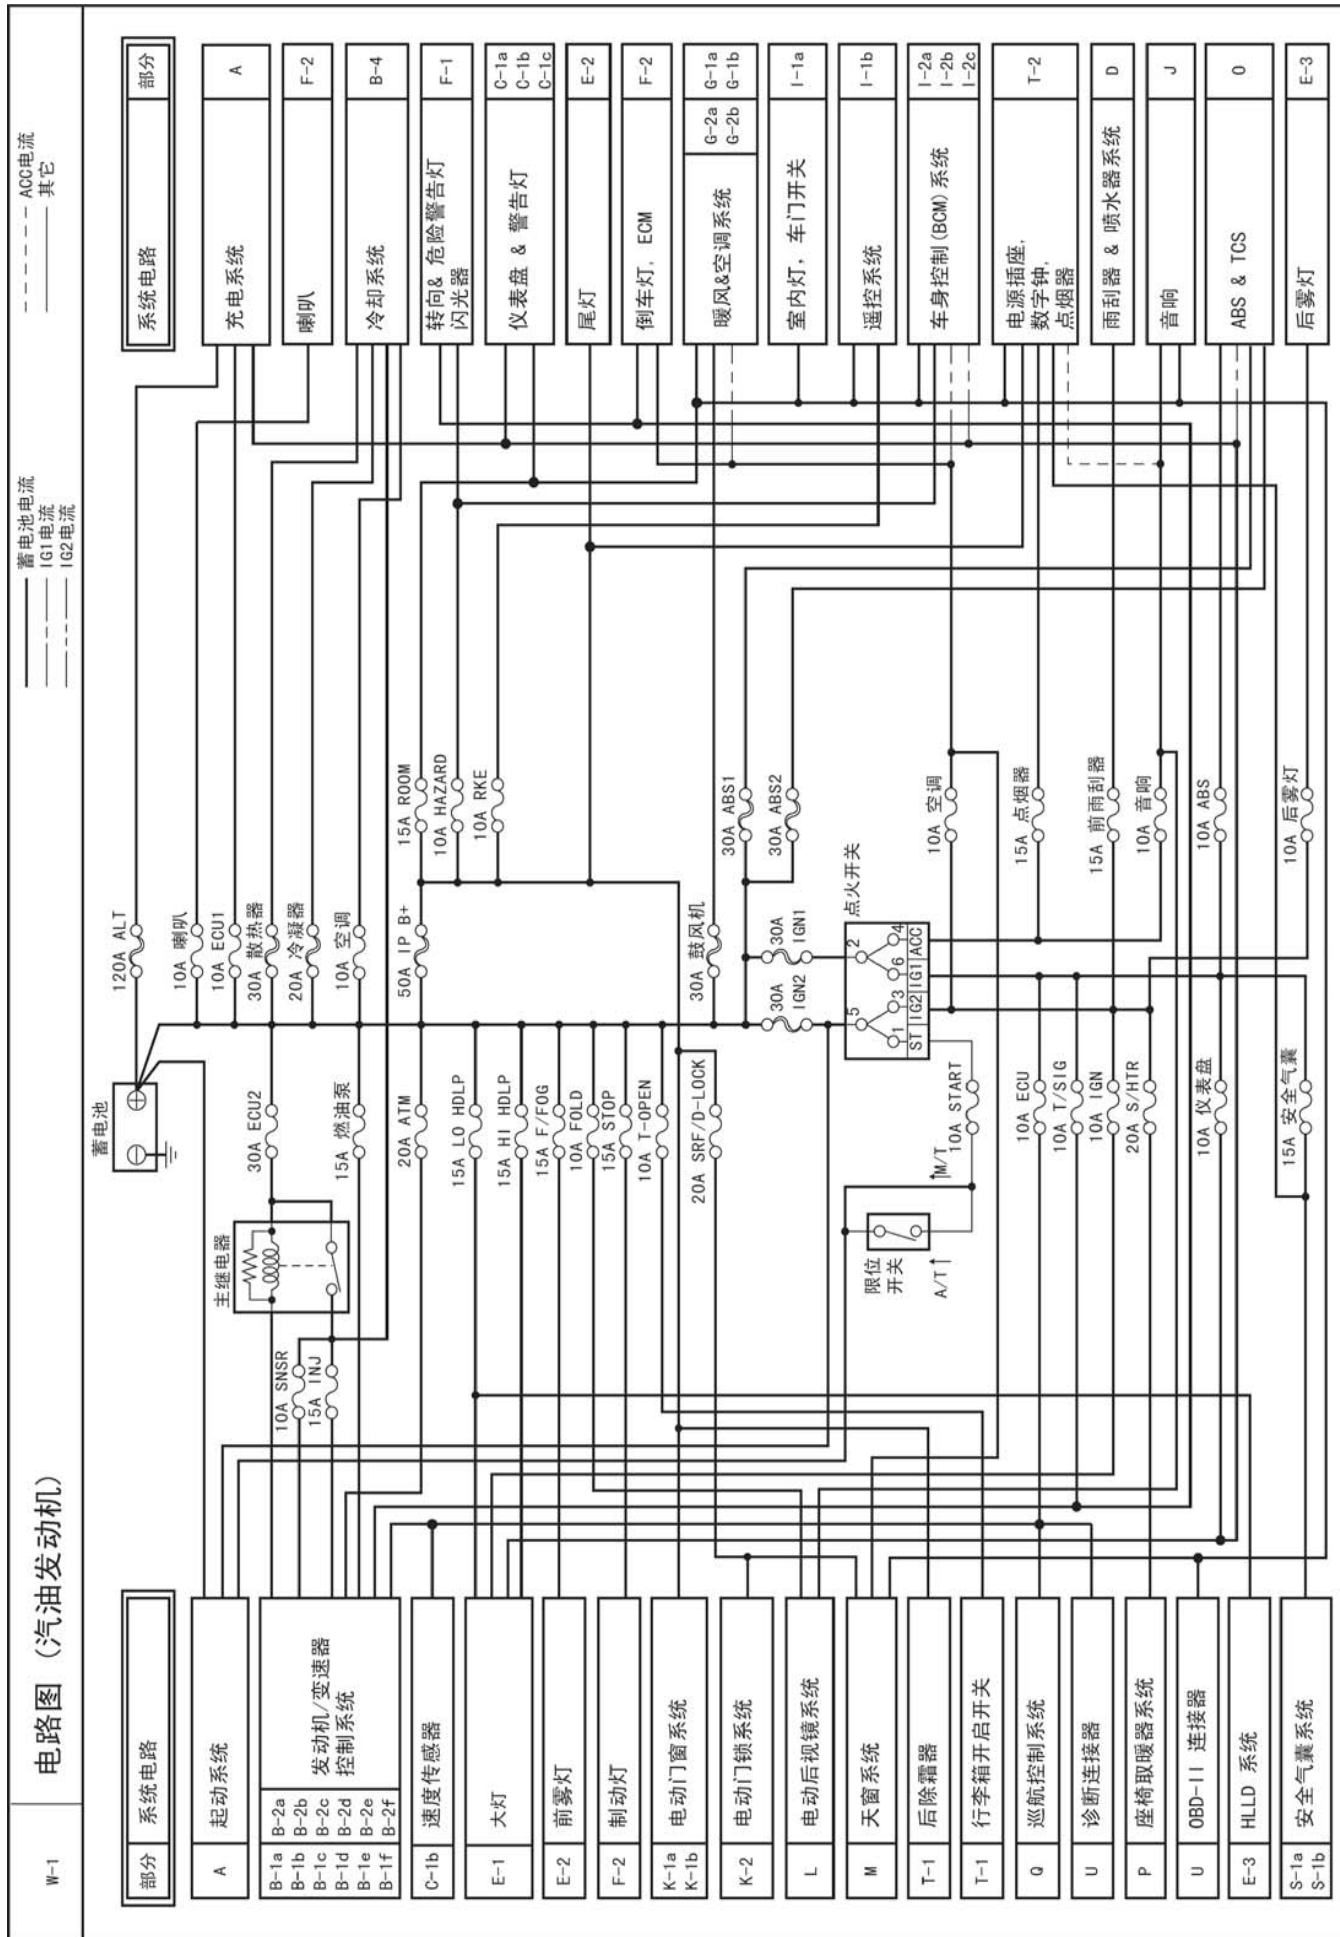 W-1
电路图 (汽油发动机)
蓄电池电流
IG1电流
IG2电流
ACC电流
其它
部分
系统电路
A
起动系统
B-1a B-2a
B-1b B-2b
B-1c B-2c
B-1d B-2d
B-1e B-2e
B-1f B-2f
发动机/变速器
控制系统
C-1b
速度传感器
E-1
大灯
E-2
前雾灯
F-2
制动灯
K-1a
K-1b
电动门窗系统
K-2
电动门锁系统
L
电动后视镜系统
M
天窗系统
T-1
后除霜器
T-1
行李箱开启开关
Q
巡航控制系统
U
诊断连接器
P
座椅取暖器系统
U
OBD-II 连接器
E-3
HLLD 系统
S-1a
S-1b
安全气囊系统
主继电器
10A SNSR
15A INJ
蓄电池
30A ECU2
15A 燃油泵
20A ATM
15A LO HDLP
15A HI HDLP
15A F/FOG
10A FOLD
15A STOP
10A T-OPEN
20A SRF/D-LOCK
限位
开关
A/T
M/T
10A START
10A ECU
10A T/SIG
10A IGN
20A S/HTR
10A 仪表盘
15A 安全气囊
120A ALT
10A 喇叭
10A ECU1
30A 散热器
20A 冷凝器
10A 空调
50A IP B+
30A 鼓风机
30A
IGN2
30A
IGN1
点火开关
5
2
1
3
6
4
ST
IG2
IG1
ACC
15A ROOM
10A HAZARD
10A RKE
30A ABS1
30A ABS2
10A 空调
15A 点烟器
15A 前雨刮器
10A 音响
10A ABS
10A 后雾灯
系统电路
部分
充电系统
A
喇叭
F-2
冷却系统
B-4
转向& 危险警告灯
闪光器
F-1
仪表盘 & 警告灯
C-1a
C-1b
C-1c
尾灯
E-2
倒车灯, ECM
F-2
暖风&空调系统
G-2a G-1a
G-2b G-1b
室内灯, 车门开关
I-1a
遥控系统
I-1b
车身控制(BCM)系统
I-2a
I-2b
I-2c
电源插座,
数字钟,
点烟器
T-2
雨刮器 & 喷水器系统
D
音响
J
ABS & TCS
O
后雾灯
E-3